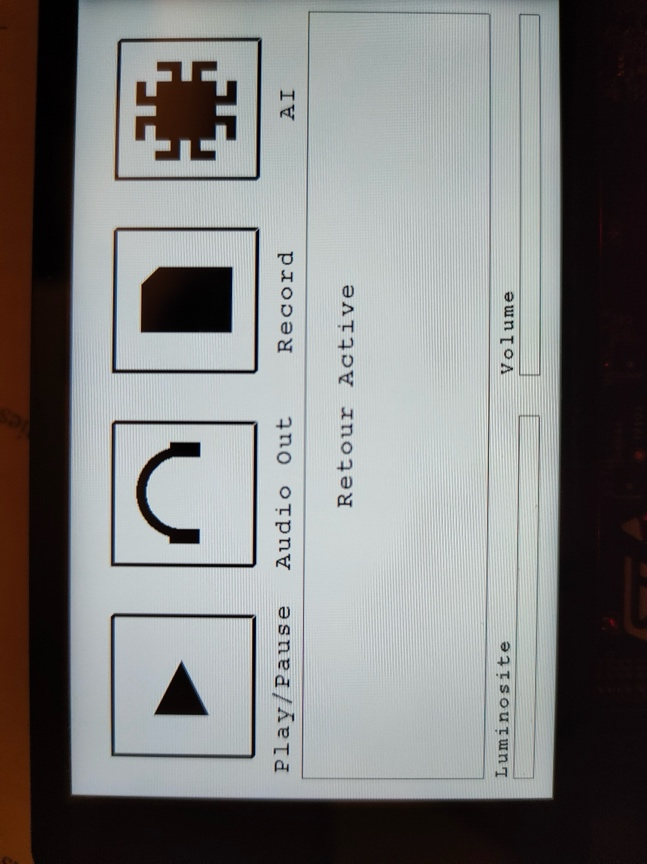 Play/Pause
Audio Out
Record
AI
Retour Active
Luminosite
Volume